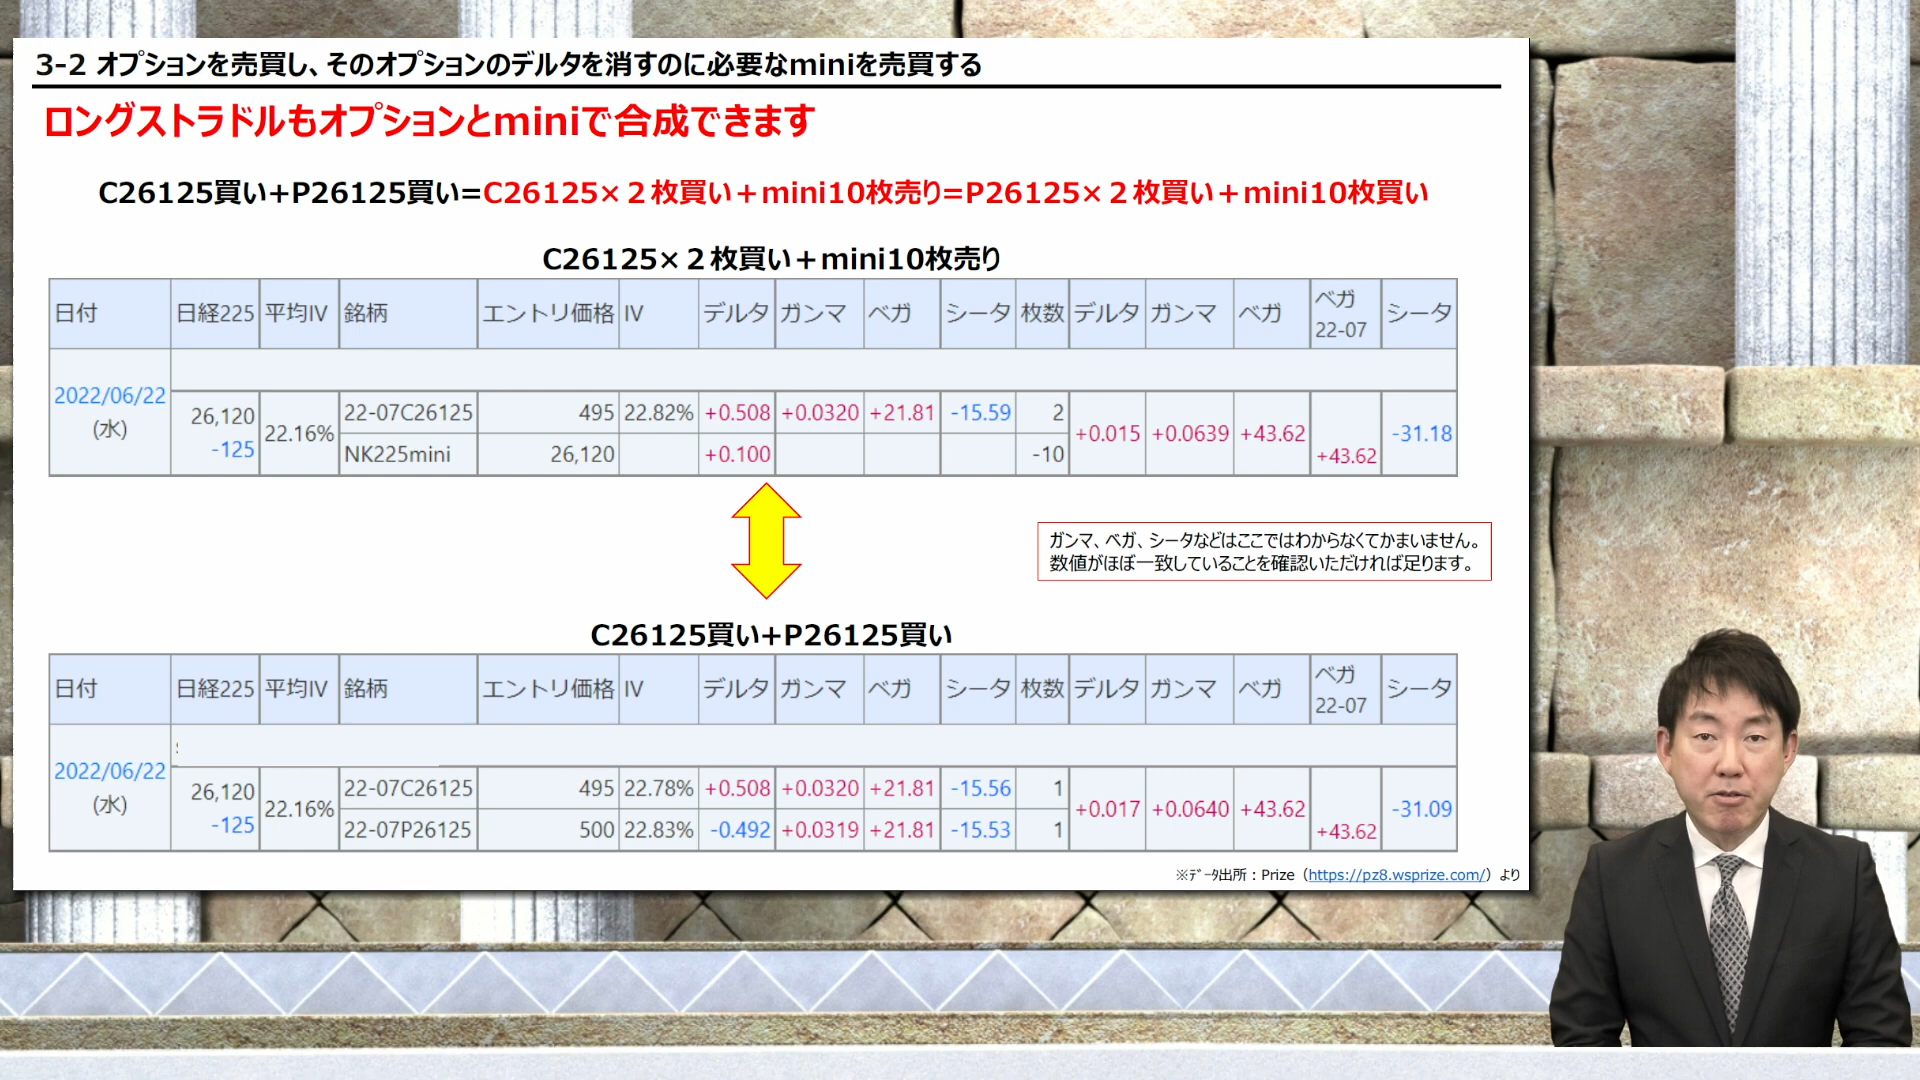 3-2 オプションを売買し、そのオプションのデルタを消すのに必要なminiを売買する
ロングストラドルもオプションとminiで合成できます
C26125買い+P26125買い=C26125×２枚買い＋mini10枚売り=P26125×２枚買い＋mini10枚買い
C26125×２枚買い＋mini10枚売り
日付 日経225 平均IV 銘柄 エントリ価格 IV デルタ ガンマ ベガ シータ 枚数 デルタ ガンマ ベガ ベガ 22-07 シータ
2022/06/22 (水) 26,120 -125 22.16% 22-07C26125 495 22.82% +0.508 +0.0320 +21.81 -15.59 2 +0.015 +0.0639 +43.62 +43.62 -31.18
NK225mini 26,120 +0.100 -10
ガンマ、ベガ、シータなどはここではわからなくてかまいません。
数値がほぼ一致していることを確認いただければ足ります。
C26125買い+P26125買い
日付 日経225 平均IV 銘柄 エントリ価格 IV デルタ ガンマ ベガ シータ 枚数 デルタ ガンマ ベガ ベガ 22-07 シータ
2022/06/22 (水) 26,120 -125 22.16% 22-07C26125 495 22.78% +0.508 +0.0320 +21.81 -15.56 1 +0.017 +0.0640 +43.62 +43.62 -31.09
22-07P26125 500 22.83% -0.492 +0.0319 +21.81 -15.53 1
※ﾃﾞｰﾀ出所：Prize（https://pz8.wsprize.com/）より